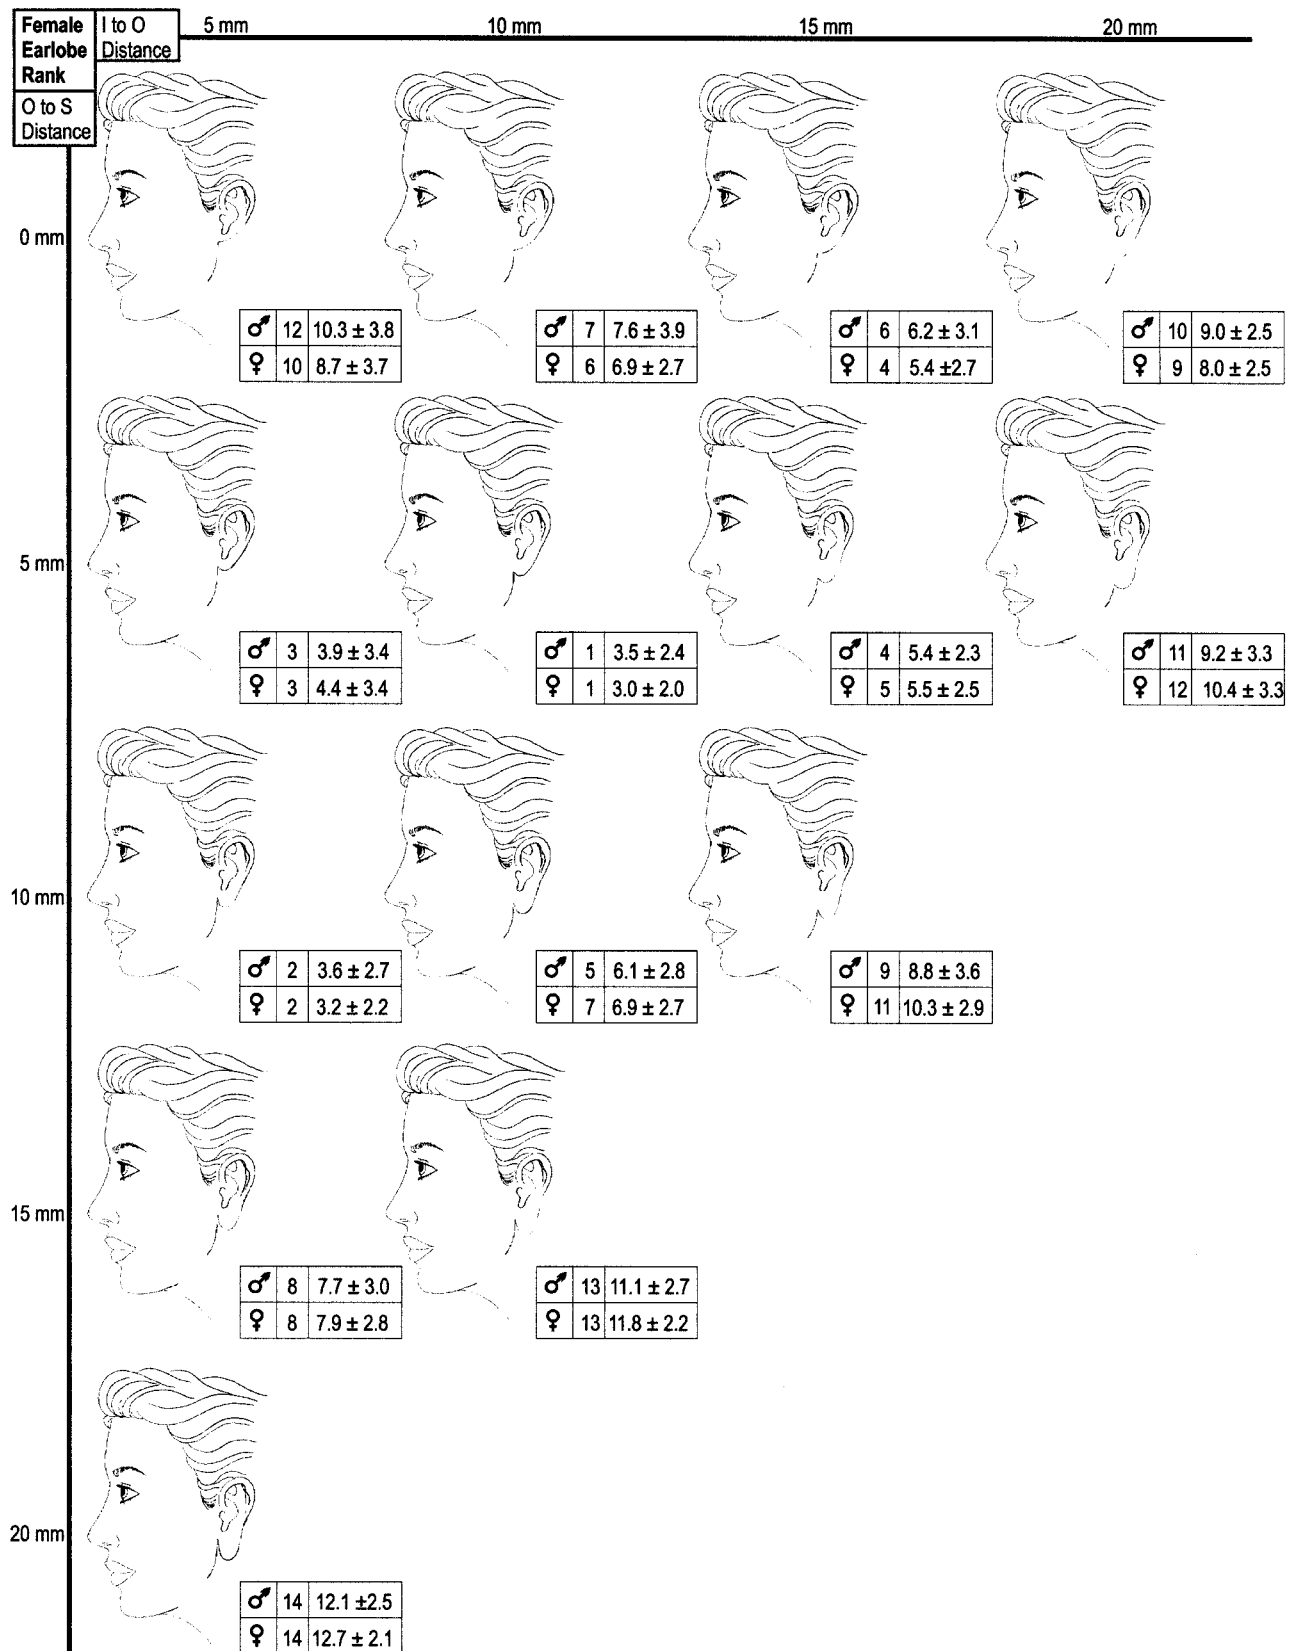 Female Earlobe Rank
I to O Distance
O to S Distance
5 mm 10 mm 15 mm 20 mm
0 mm
♂ 12 10.3 ± 3.8
♀ 10 8.7 ± 3.7
♂ 7 7.6 ± 3.9
♀ 6 6.9 ± 2.7
♂ 6 6.2 ± 3.1
♀ 4 5.4 ±2.7
♂ 10 9.0 ± 2.5
♀ 9 8.0 ± 2.5
5 mm
♂ 3 3.9 ± 3.4
♀ 3 4.4 ± 3.4
♂ 1 3.5 ± 2.4
♀ 1 3.0 ± 2.0
♂ 4 5.4 ± 2.3
♀ 5 5.5 ± 2.5
♂ 11 9.2 ± 3.3
♀ 12 10.4 ± 3.3
10 mm
♂ 2 3.6 ± 2.7
♀ 2 3.2 ± 2.2
♂ 5 6.1 ± 2.8
♀ 7 6.9 ± 2.7
♂ 9 8.8 ± 3.6
♀ 11 10.3 ± 2.9
15 mm
♂ 8 7.7 ± 3.0
♀ 8 7.9 ± 2.8
♂ 13 11.1 ± 2.7
♀ 13 11.8 ± 2.2
20 mm
♂ 14 12.1 ±2.5
♀ 14 12.7 ± 2.1